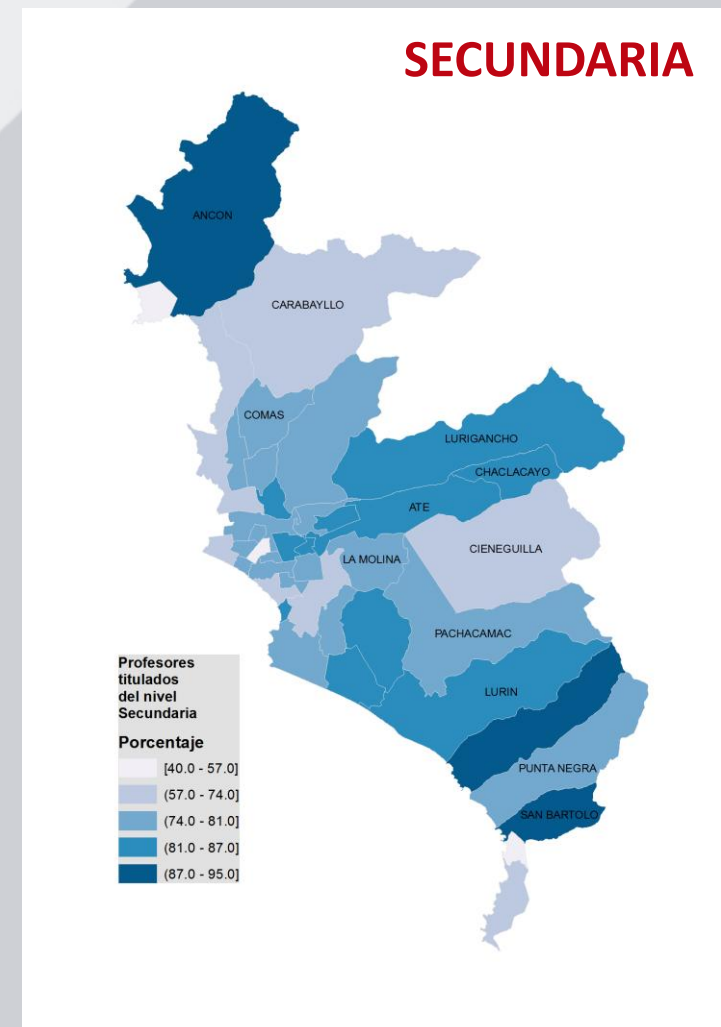 SECUNDARIA
ANCON
CARABAYLLO
COMAS
LURIGANCHO
CHACLACAYO
ATE
CIENEGUILLA
LA MOLINA
PACHACAMAC
LURIN
PUNTA NEGRA
SAN BARTOLO
Profesores
titulados
del nivel
Secundaria
Porcentaje
[40.0 - 57.0]
(57.0 - 74.0]
(74.0 - 81.0]
(81.0 - 87.0]
(87.0 - 95.0]